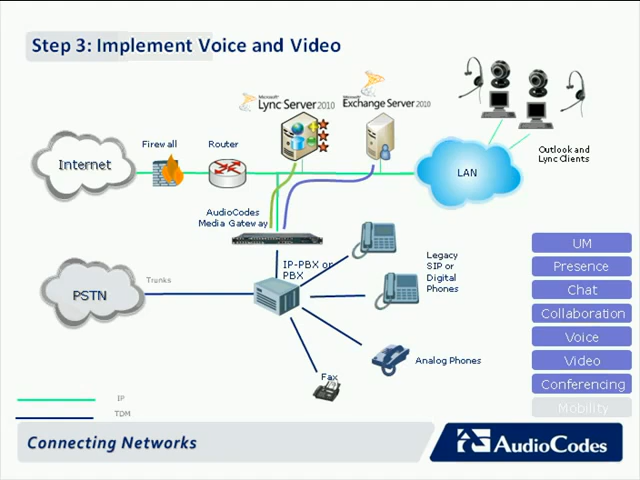 Step 3: Implement Voice and Video
Microsoft
Lync Server 2010
Microsoft
Exchange Server 2010
Firewall
Router
Internet
LAN
Outlook and
Lync Clients
AudioCodes
Media Gateway
IP-PBX or
PBX
Legacy
SIP or
Digital
Phones
PSTN
Trunks
Analog Phones
Fax
UM
Presence
Chat
Collaboration
Voice
Video
Conferencing
Mobility
IP
TDM
Connecting Networks
AudioCodes